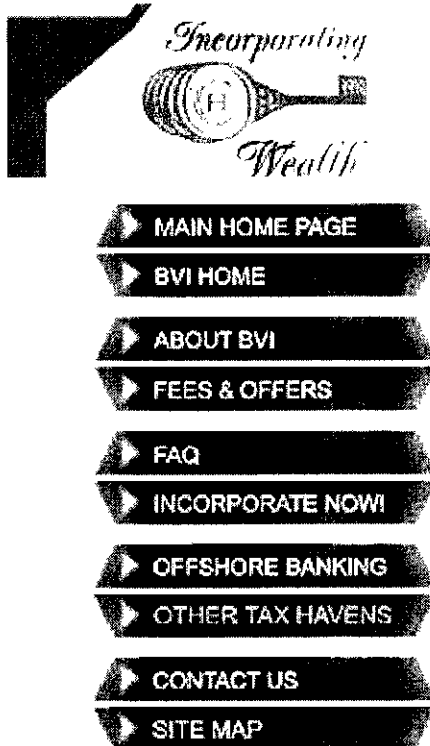 Incorporating
H
Wealth
MAIN HOME PAGE
BVI HOME
ABOUT BVI
FEES & OFFERS
FAQ
INCORPORATE NOW!
OFFSHORE BANKING
OTHER TAX HAVENS
CONTACT US
SITE MAP